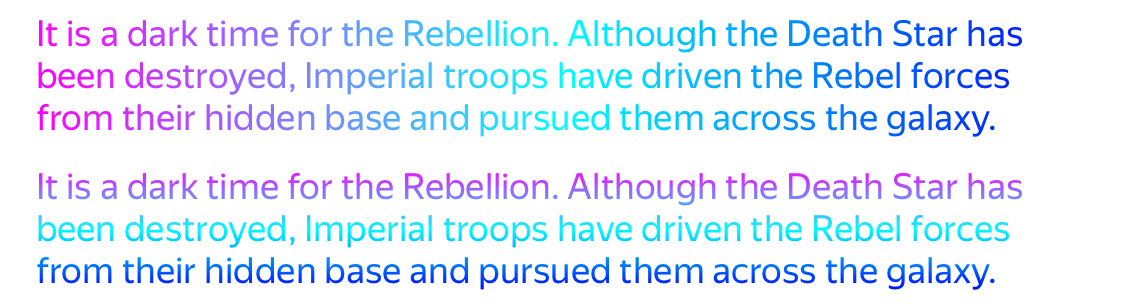 It is a dark time for the Rebellion. Although the Death Star has
been destroyed, Imperial troops have driven the Rebel forces
from their hidden base and pursued them across the galaxy.
It is a dark time for the Rebellion. Although the Death Star has
been destroyed, Imperial troops have driven the Rebel forces
from their hidden base and pursued them across the galaxy.